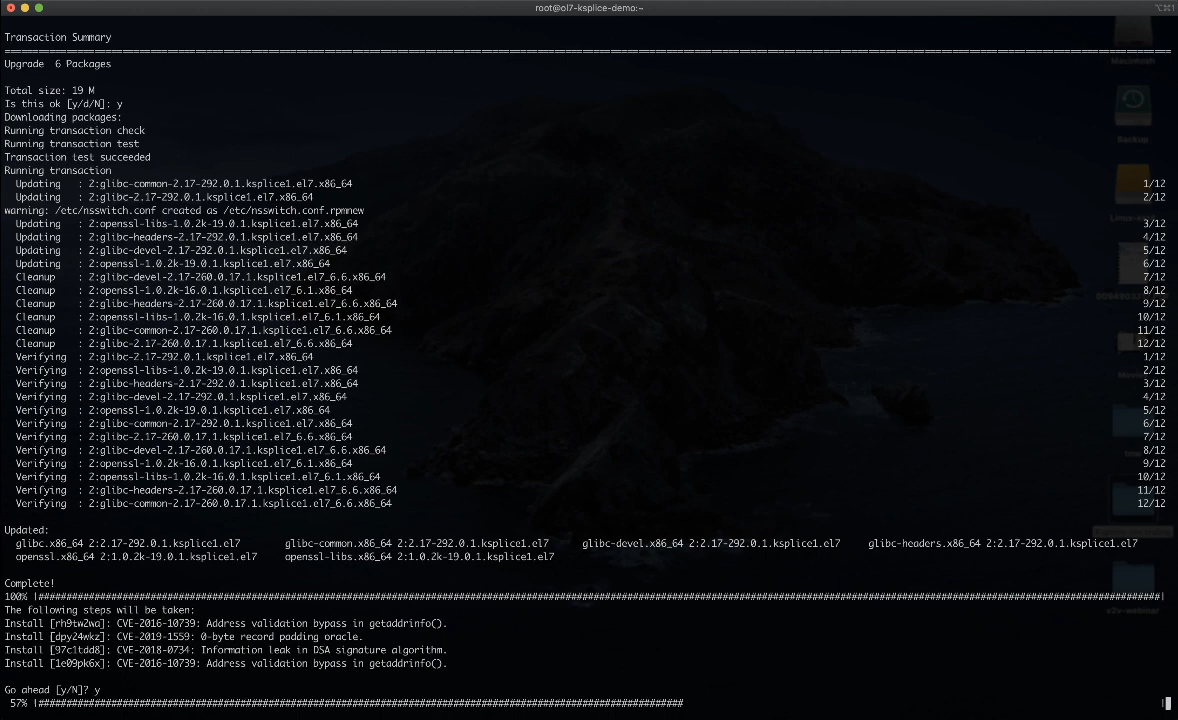 root@ol7-ksplice-demo:~
⌥⌘1
Transaction Summary
================================================================================
Upgrade  6 Packages
Total size: 19 M
Is this ok [y/d/N]: y
Downloading packages:
Running transaction check
Running transaction test
Transaction test succeeded
Running transaction
Updating   : 2:glibc-common-2.17-292.0.1.ksplice1.el7.x86_64 1/12
Updating   : 2:glibc-2.17-292.0.1.ksplice1.el7.x86_64 2/12
warning: /etc/nsswitch.conf created as /etc/nsswitch.conf.rpmnew
Updating   : 2:openssl-libs-1.0.2k-19.0.1.ksplice1.el7.x86_64 3/12
Updating   : 2:glibc-headers-2.17-292.0.1.ksplice1.el7.x86_64 4/12
Updating   : 2:glibc-devel-2.17-292.0.1.ksplice1.el7.x86_64 5/12
Updating   : 2:openssl-1.0.2k-19.0.1.ksplice1.el7.x86_64 6/12
Cleanup    : 2:glibc-devel-2.17-260.0.17.1.ksplice1.el7_6.6.x86_64 7/12
Cleanup    : 2:openssl-1.0.2k-16.0.1.ksplice1.el7_6.1.x86_64 8/12
Cleanup    : 2:glibc-headers-2.17-260.0.17.1.ksplice1.el7_6.6.x86_64 9/12
Cleanup    : 2:openssl-libs-1.0.2k-16.0.1.ksplice1.el7_6.1.x86_64 10/12
Cleanup    : 2:glibc-common-2.17-260.0.17.1.ksplice1.el7_6.6.x86_64 11/12
Cleanup    : 2:glibc-2.17-260.0.17.1.ksplice1.el7_6.6.x86_64 12/12
Verifying  : 2:glibc-2.17-292.0.1.ksplice1.el7.x86_64 1/12
Verifying  : 2:openssl-libs-1.0.2k-19.0.1.ksplice1.el7.x86_64 2/12
Verifying  : 2:glibc-headers-2.17-292.0.1.ksplice1.el7.x86_64 3/12
Verifying  : 2:glibc-devel-2.17-292.0.1.ksplice1.el7.x86_64 4/12
Verifying  : 2:openssl-1.0.2k-19.0.1.ksplice1.el7.x86_64 5/12
Verifying  : 2:glibc-common-2.17-292.0.1.ksplice1.el7.x86_64 6/12
Verifying  : 2:glibc-2.17-260.0.17.1.ksplice1.el7_6.6.x86_64 7/12
Verifying  : 2:glibc-devel-2.17-260.0.17.1.ksplice1.el7_6.6.x86_64 8/12
Verifying  : 2:openssl-1.0.2k-16.0.1.ksplice1.el7_6.1.x86_64 9/12
Verifying  : 2:openssl-libs-1.0.2k-16.0.1.ksplice1.el7_6.1.x86_64 10/12
Verifying  : 2:glibc-headers-2.17-260.0.17.1.ksplice1.el7_6.6.x86_64 11/12
Verifying  : 2:glibc-common-2.17-260.0.17.1.ksplice1.el7_6.6.x86_64 12/12
Updated:
glibc.x86_64 2:2.17-292.0.1.ksplice1.el7 glibc-common.x86_64 2:2.17-292.0.1.ksplice1.el7 glibc-devel.x86_64 2:2.17-292.0.1.ksplice1.el7 glibc-headers.x86_64 2:2.17-292.0.1.ksplice1.el7
openssl.x86_64 2:1.0.2k-19.0.1.ksplice1.el7 openssl-libs.x86_64 2:1.0.2k-19.0.1.ksplice1.el7
Complete!
100% |################################################################################|
The following steps will be taken:
Install [rh9tw2wa]: CVE-2016-10739: Address validation bypass in getaddrinfo().
Install [dpy24wkz]: CVE-2019-1559: 0-byte record padding oracle.
Install [97c1tdd8]: CVE-2018-0734: Information leak in DSA signature algorithm.
Install [1e09pk6x]: CVE-2016-10739: Address validation bypass in getaddrinfo().
Go ahead [y/N]? y
57% |############################################## |
Macintosh
Backup
v2v-webinar